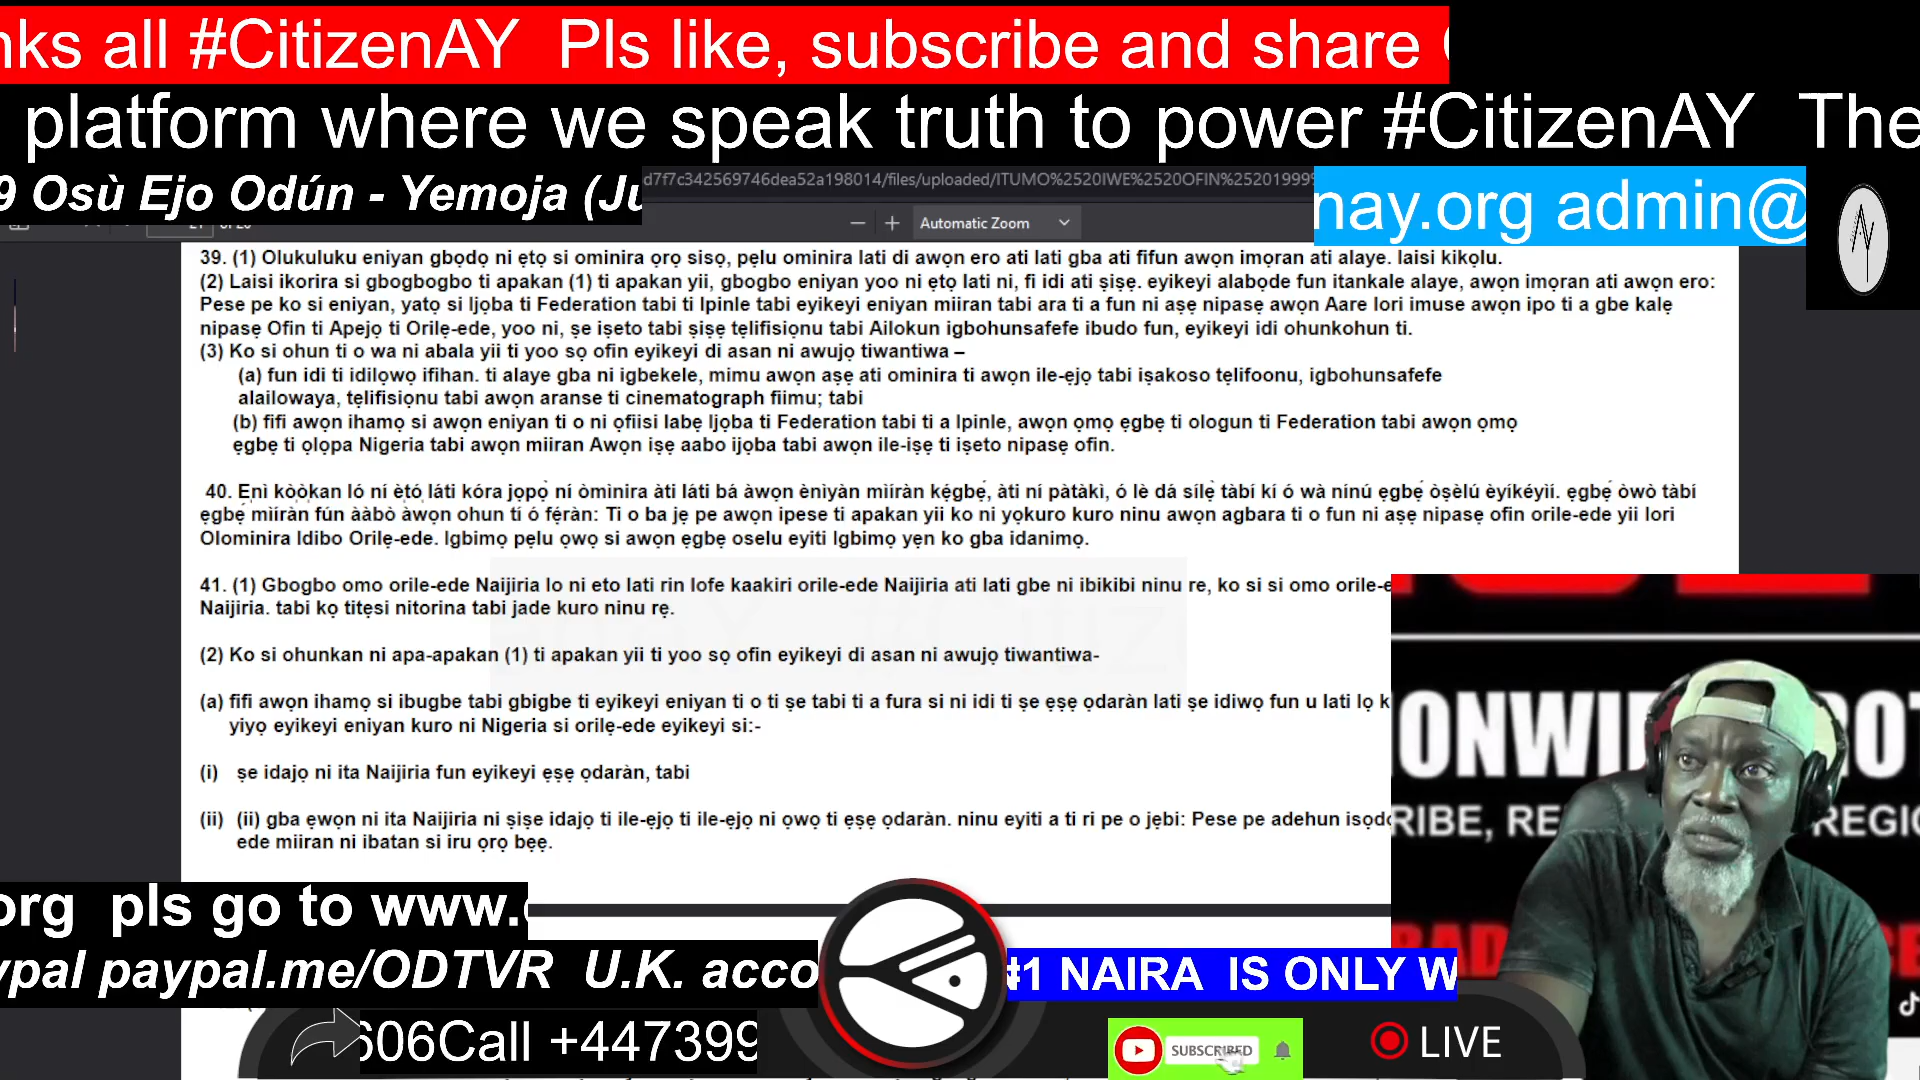 nks all #CitizenAY Pls like, subscribe and share
platform where we speak truth to power #CitizenAY The
9 Osù Ejo Odún - Yemoja (Ju
d7f7c342569746dea52a198014/files/uploaded/ITUMO%2520IWE%2520OFIN%25201999%
nay.org admin@
Automatic Zoom
39. (1) Olukuluku eniyan gbọdọ ni ẹtọ si ominira ọrọ sisọ, pẹlu ominira lati di awọn ero ati lati gba ati fifun awọn imọran ati alaye. laisi kikọlu.
(2) Laisi ikorira si gbogbogbo ti apakan (1) ti apakan yii, gbogbo eniyan yoo ni ẹtọ lati ni, fi idi ati ṣiṣẹ. eyikeyi alabọde fun itankale alaye, awọn imọran ati awọn ero:
Pese pe ko si eniyan, yatọ si Ijọba ti Federation tabi ti Ipinle tabi eyikeyi eniyan miiran tabi ara ti a fun ni aṣẹ nipasẹ awọn Aare lori imuse awọn ipo ti a gbe kalẹ
nipasẹ Ofin ti Apejọ ti Orilẹ-ede, yoo ni, ṣe iṣeto tabi ṣiṣẹ tẹlifisiọnu tabi Ailokun igbohunsafefe ibudo fun, eyikeyi idi ohunkohun ti.
(3) Ko si ohun ti o wa ni abala yii ti yoo sọ ofin eyikeyi di asan ni awujọ tiwantiwa –
(a) fun idi ti idilọwọ ifihan. ti alaye gba ni igbekele, mimu awọn aṣẹ ati ominira ti awọn ile-ẹjọ tabi iṣakoso tẹlifoonu, igbohunsafefe
alailowaya, tẹlifisiọnu tabi awọn aranse ti cinematograph fiimu; tabi
(b) fifi awọn ihamọ si awọn eniyan ti o ni ọfiisi labẹ Ijọba ti Federation tabi ti a Ipinle, awọn ọmọ ẹgbẹ ti ologun ti Federation tabi awọn ọmọ
ẹgbẹ ti ọlọpa Nigeria tabi awọn miiran Awọn iṣẹ aabo ijọba tabi awọn ile-iṣẹ ti iṣeto nipasẹ ofin.
40. Ẹnì kọ̀ọ̀kan ló ní ẹ̀tọ́ láti kóra jọpọ̀ ní òmìnira àti láti bá àwọn ènìyàn mìíràn kẹ́gbẹ́, àti ní pàtàkì, ó lè dá sílẹ̀ tàbí kí ó wà nínú ẹgbẹ́ òṣèlú èyíkéyìí. ẹgbẹ́ òwò tàbí
ẹgbẹ́ mìíràn fún ààbò àwọn ohun tí ó fẹ́ràn: Ti o ba jẹ pe awọn ipese ti apakan yii ko ni yọkuro kuro ninu awọn agbara ti o fun ni aṣẹ nipasẹ ofin orile-ede yii lori
Olominira Idibo Orilẹ-ede. Igbimọ pẹlu ọwọ si awọn ẹgbẹ oselu eyiti Igbimọ yẹn ko gba idanimọ.
41. (1) Gbogbo omo orile-ede Naijiria lo ni eto lati rin lofe kaakiri orile-ede Naijiria ati lati gbe ni ibikibi ninu re, ko si si omo orile-e
Naijiria. tabi kọ titẹsi nitorina tabi jade kuro ninu rẹ.
(2) Ko si ohunkan ni apa-apakan (1) ti apakan yii ti yoo sọ ofin eyikeyi di asan ni awujọ tiwantiwa-
(a) fifi awọn ihamọ si ibugbe tabi gbigbe ti eyikeyi eniyan ti o ti ṣe tabi ti a fura si ni idi ti ṣe ẹṣẹ ọdaràn lati ṣe idiwọ fun u lati lọ k
yiyọ eyikeyi eniyan kuro ni Nigeria si orilẹ-ede eyikeyi si:-
(i) ṣe idajọ ni ita Naijiria fun eyikeyi ẹṣẹ ọdaràn, tabi
(ii) (ii) gba ẹwọn ni ita Naijiria ni ṣiṣe idajọ ti ile-ẹjọ ti ile-ẹjọ ni ọwọ ti ẹṣẹ ọdaràn. ninu eyiti a ti ri pe o jẹbi: Pese pe adehun isọdọ
ede miiran ni ibatan si iru ọrọ bẹẹ.
ONWI
RIBE, RE
REGIO
org pls go to www.
ypal paypal.me/ODTVR U.K. acco
#1 NAIRA IS ONLY W
606Call +447399
SUBSCRIBED
LIVE